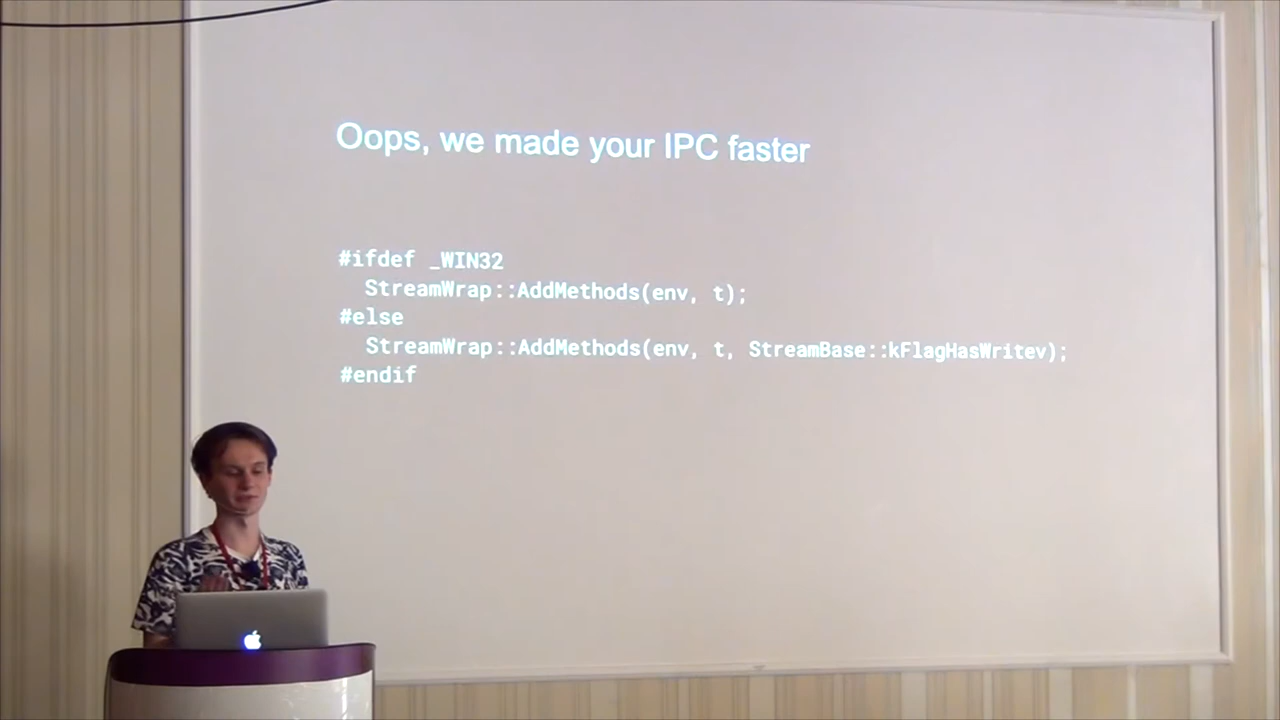 Oops, we made your IPC faster
#ifdef _WIN32
  StreamWrap::AddMethods(env, t);
#else
  StreamWrap::AddMethods(env, t, StreamBase::kFlagHasWritev);
#endif